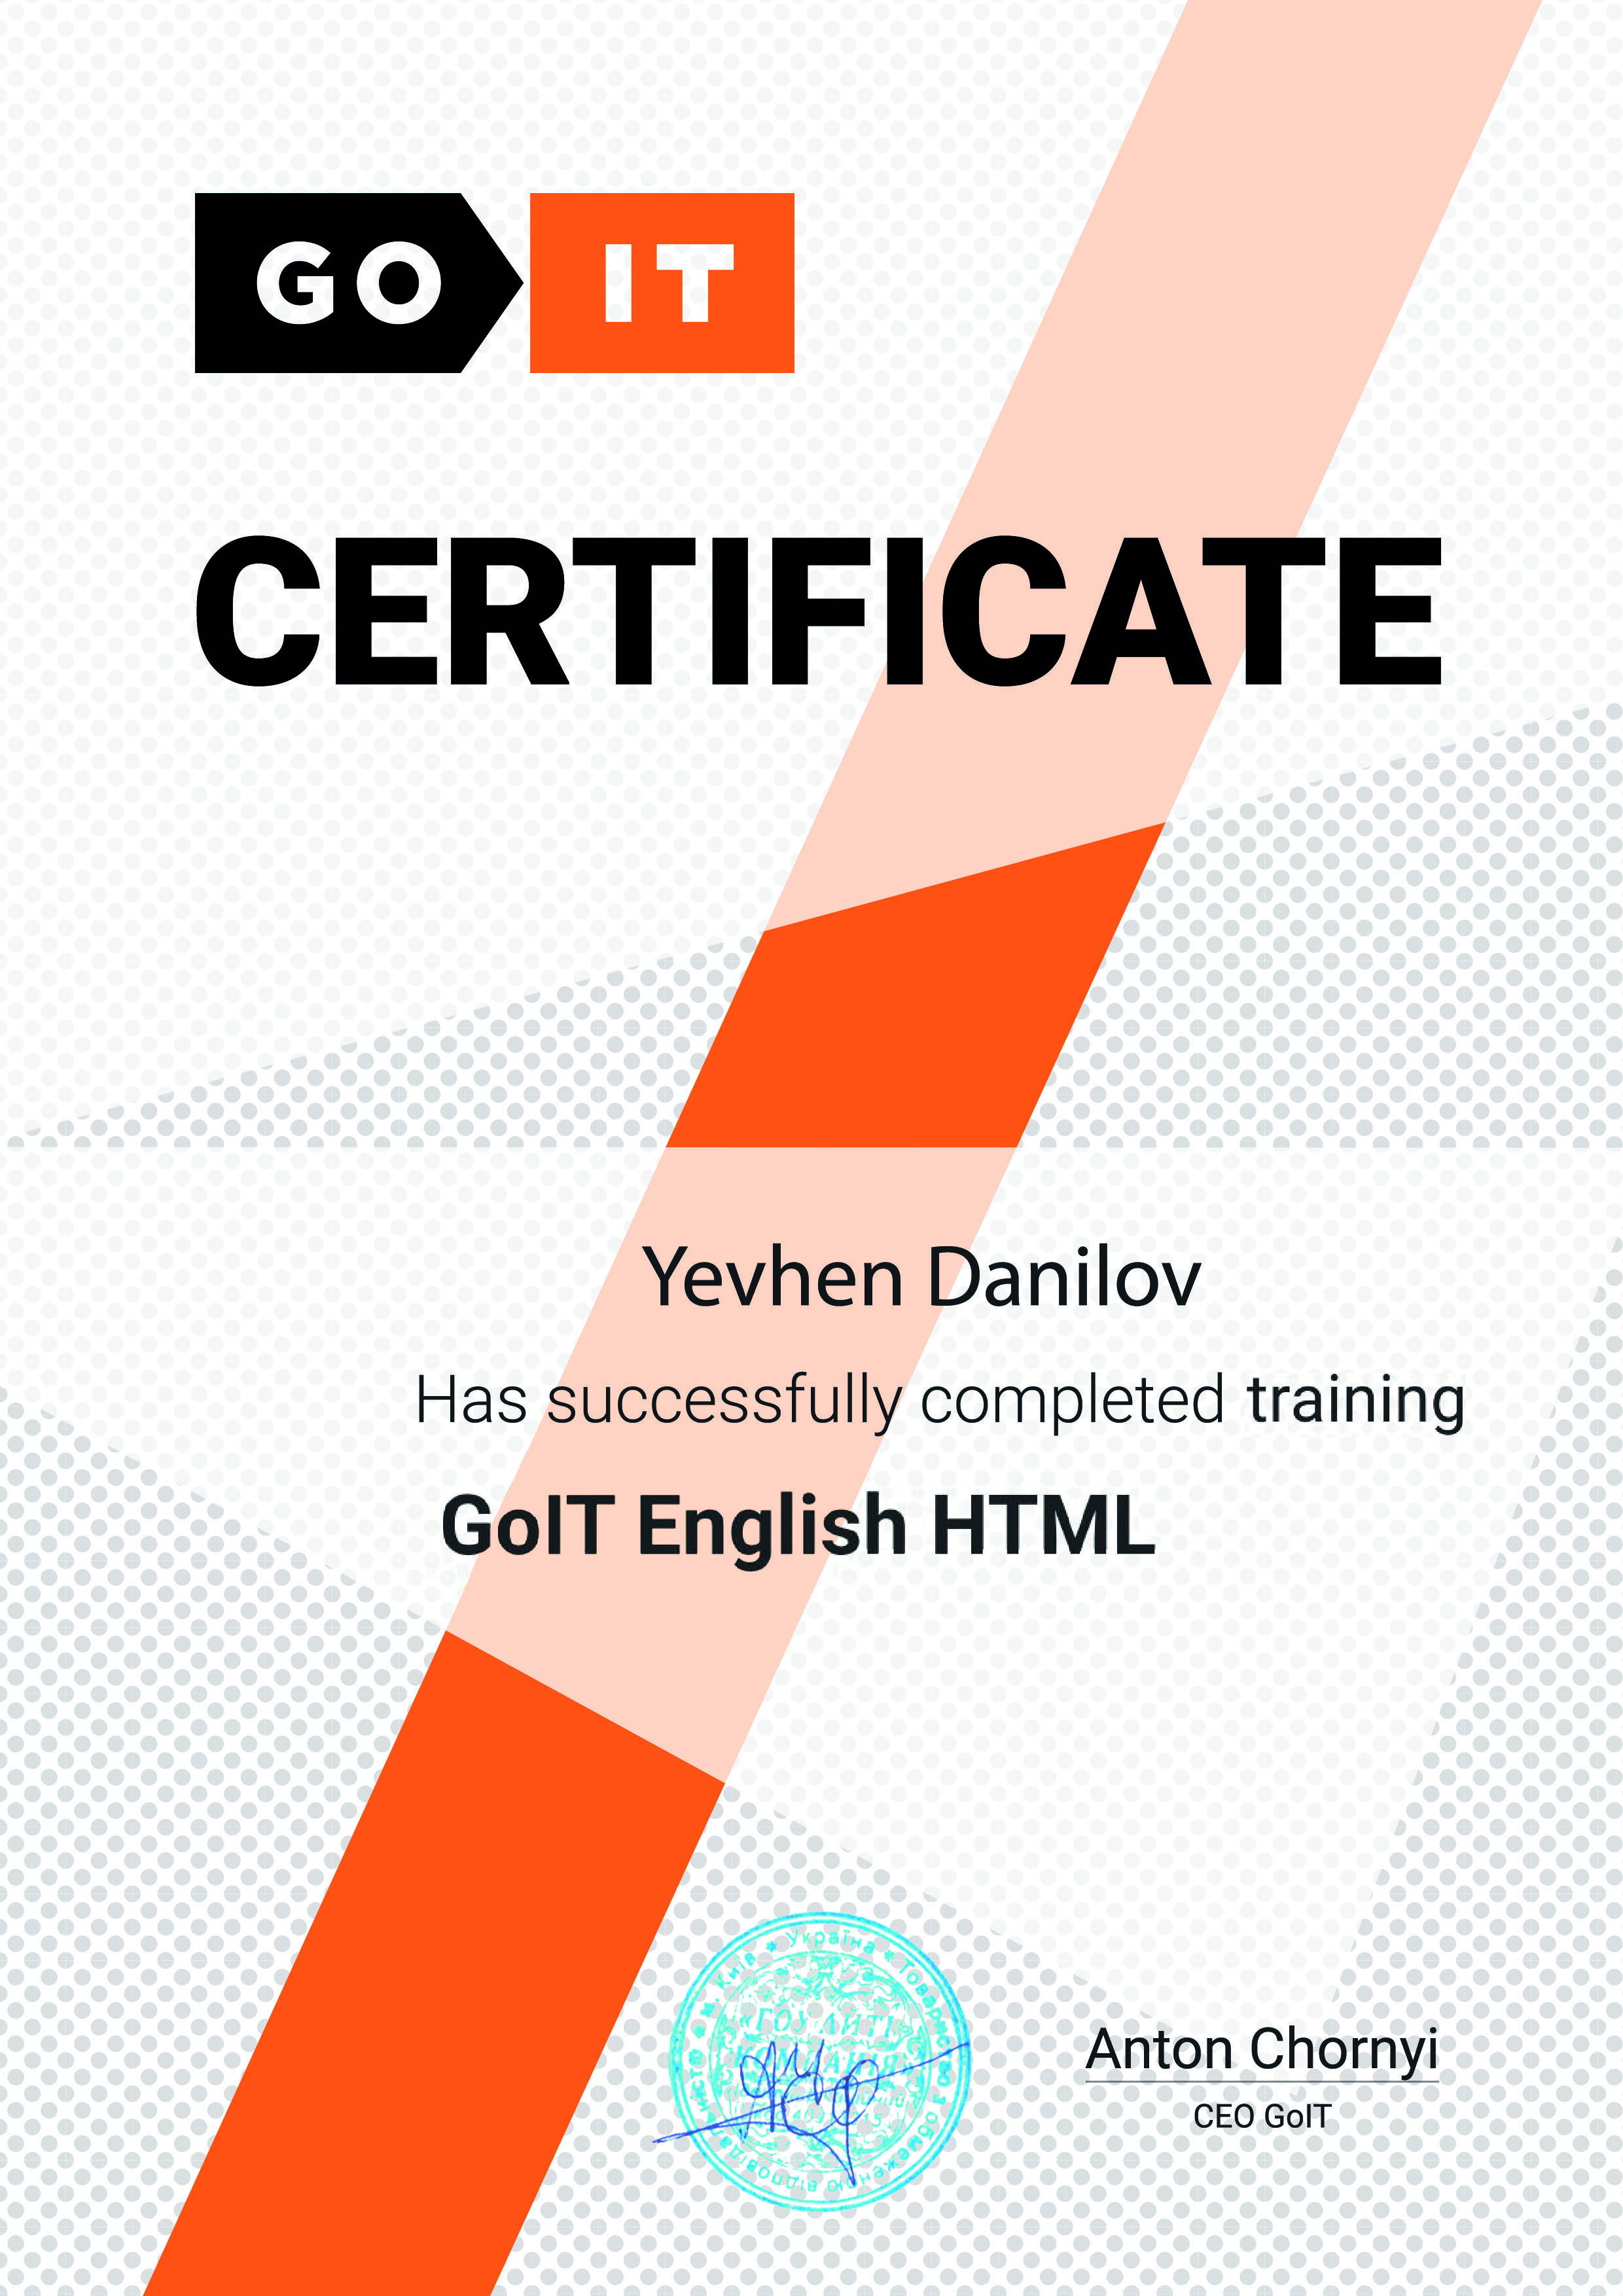 GO IT
CERTIFICATE
Yevhen Danilov
Has successfully completed training
GoIT English HTML
м. Київ * Україна * Товариство з обмеженою відповідальністю
«ГОУ АЙТІ
КОМПАНІЯ»
Anton Chornyi
CEO GoIT